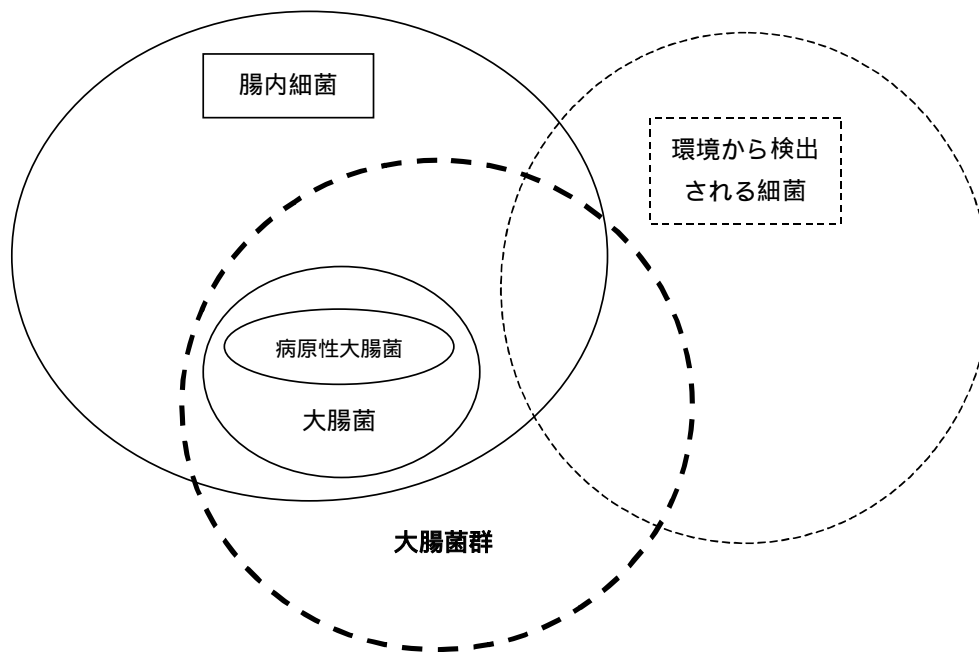 腸内細菌
環境から検出
される細菌
病原性大腸菌
大腸菌
大腸菌群